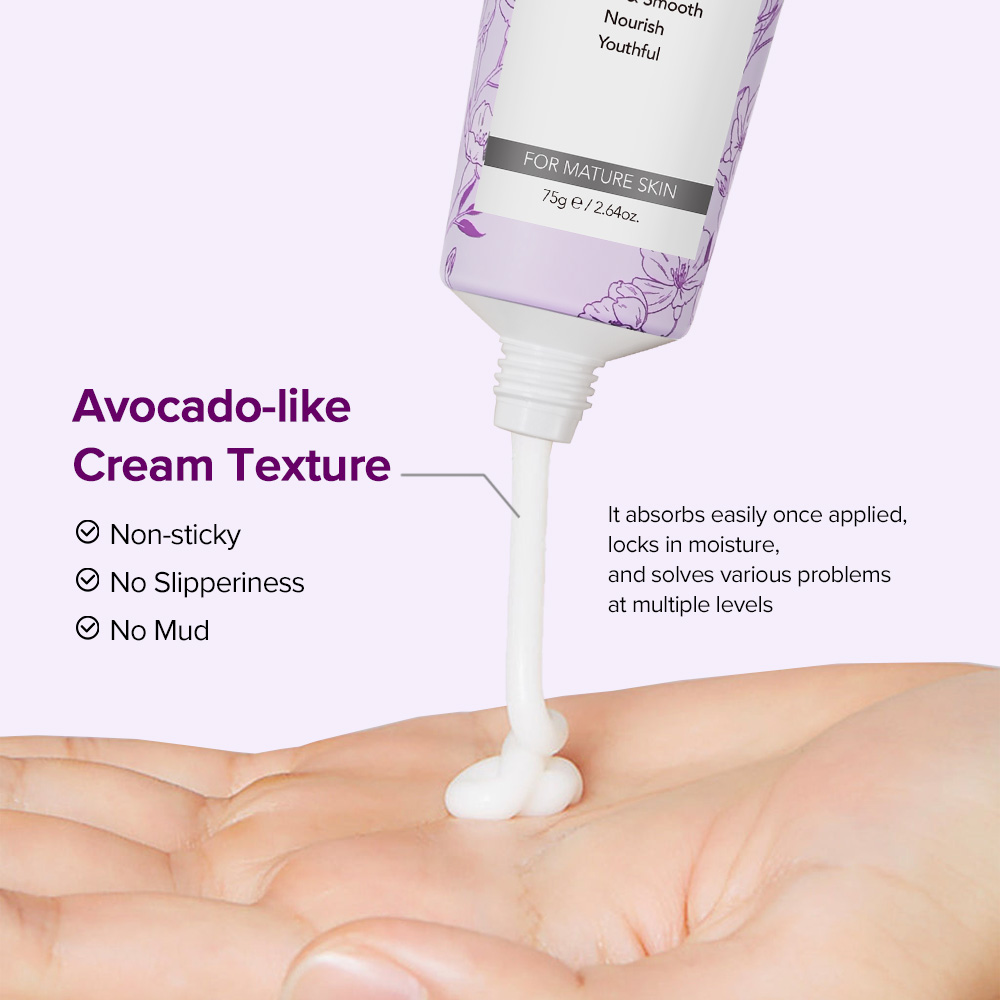 & Smooth
Nourish
Youthful
FOR MATURE SKIN
75g ℮ / 2.64oz.
Avocado-like
Cream Texture
Non-sticky
No Slipperiness
No Mud
It absorbs easily once applied,
locks in moisture,
and solves various problems
at multiple levels